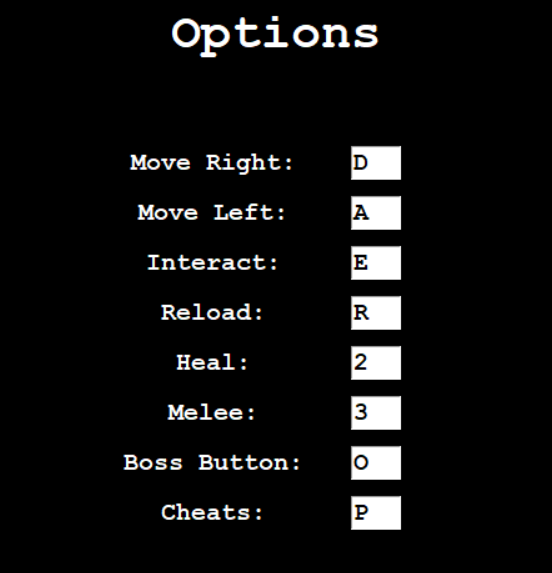 Options
Move Right: D
Move Left: A
Interact: E
Reload: R
Heal: 2
Melee: 3
Boss Button: O
Cheats: P